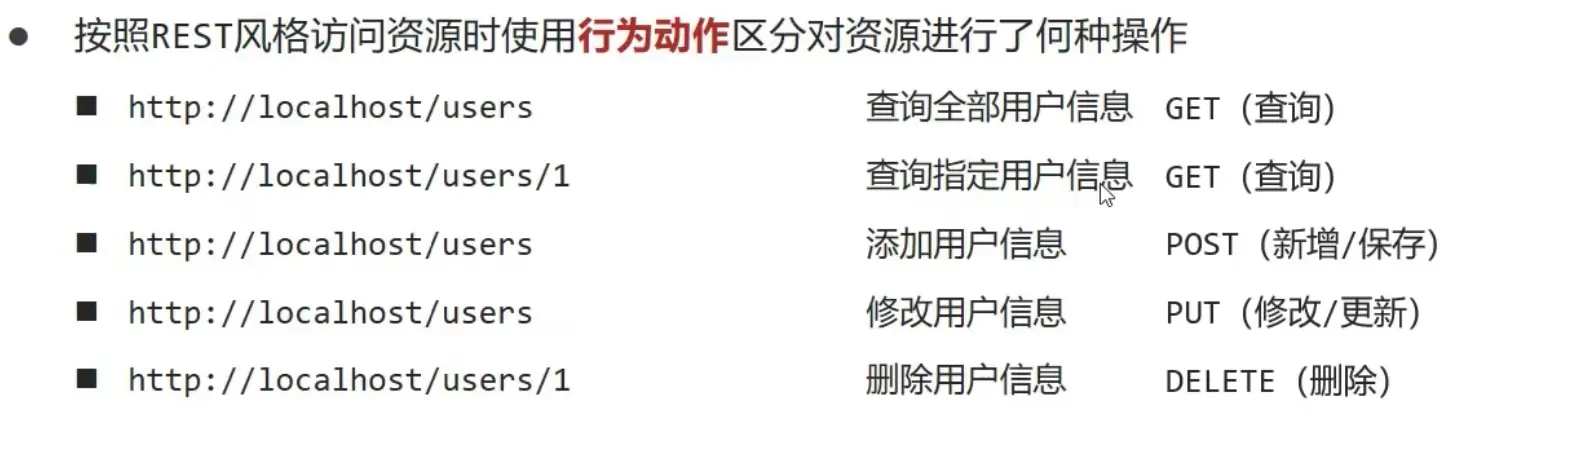 ● 按照REST风格访问资源时使用行为动作区分对资源进行了何种操作
■ http://localhost/users 查询全部用户信息 GET（查询）
■ http://localhost/users/1 查询指定用户信息 GET（查询）
■ http://localhost/users 添加用户信息 POST（新增/保存）
■ http://localhost/users 修改用户信息 PUT（修改/更新）
■ http://localhost/users/1 删除用户信息 DELETE（删除）